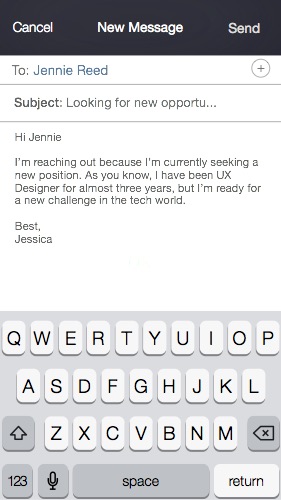 Cancel New Message Send
To: Jennie Reed
Subject: Looking for new opportu...
Hi Jennie
I'm reaching out because I'm currently seeking a
new position. As you know, I have been UX
Designer for almost three years, but I'm ready for
a new challenge in the tech world.
Best,
Jessica
Q W E R T Y U I O P
A S D F G H J K L
Z X C V B N M
123 space return